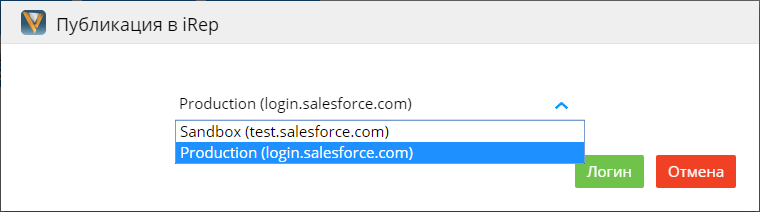 Публикация в iRep
Production (login.salesforce.com)
Sandbox (test.salesforce.com)
Production (login.salesforce.com)
Логин
Отмена